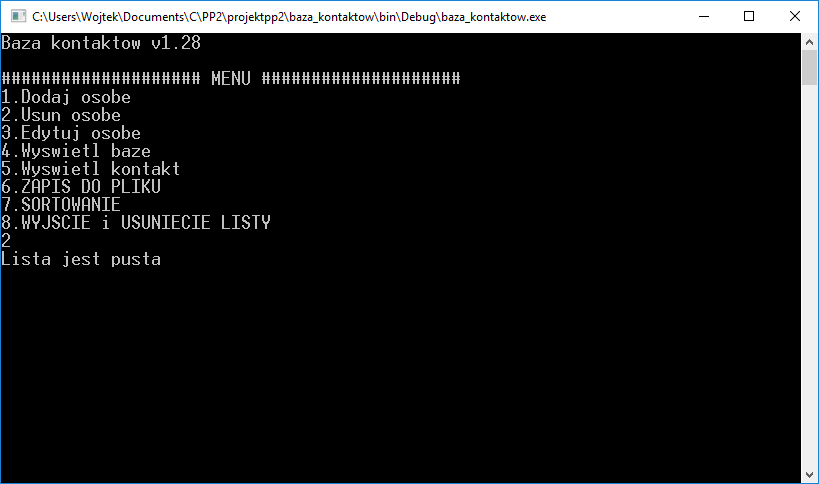 C:\Users\Wojtek\Documents\C\PP2\projektpp2\baza_kontaktow\bin\Debug\baza_kontaktow.exe
Baza kontaktow v1.28
#################### MENU ####################
1.Dodaj osobe
2.Usun osobe
3.Edytuj osobe
4.Wyswietl baze
5.Wyswietl kontakt
6.ZAPIS DO PLIKU
7.SORTOWANIE
8.WYJSCIE i USUNIECIE LISTY
2
Lista jest pusta